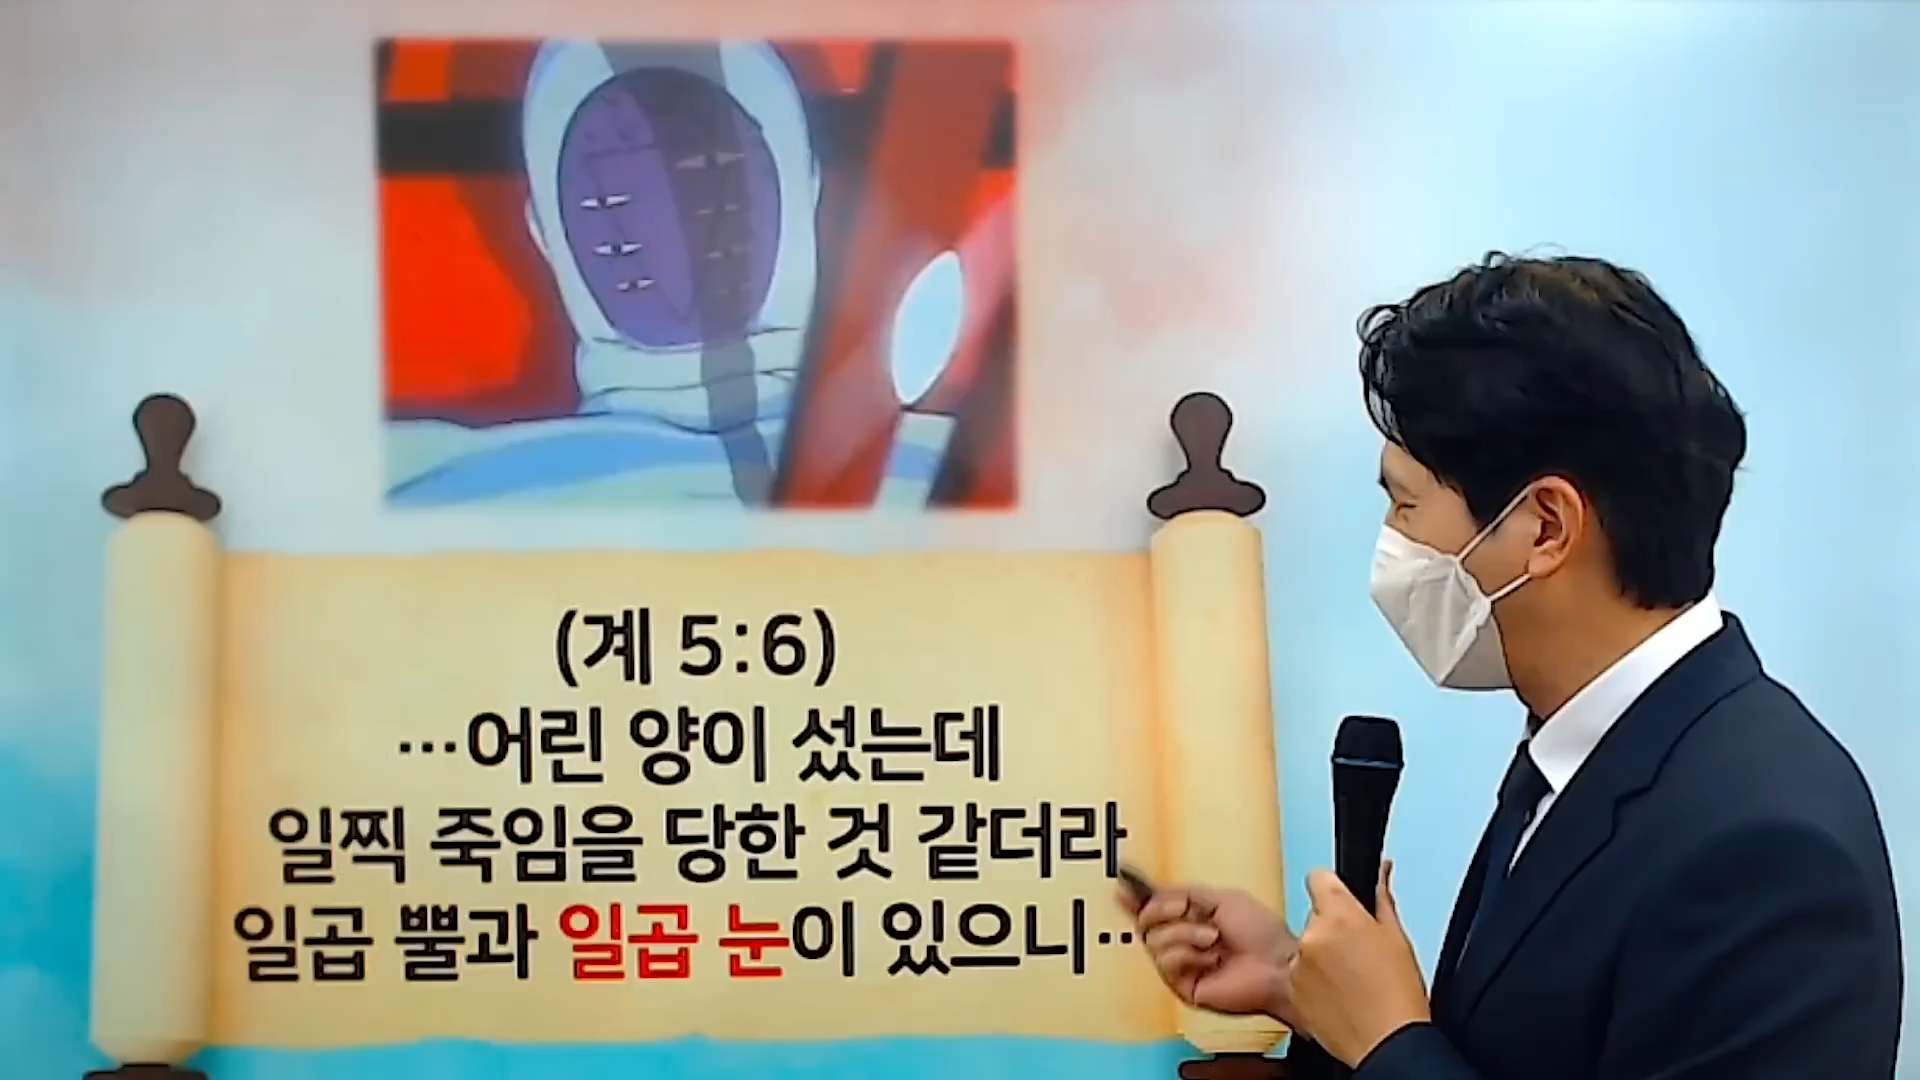 (계 5:6)
…어린 양이 섰는데
일찍 죽임을 당한 것 같더라
일곱 뿔과 일곱 눈이 있으니…